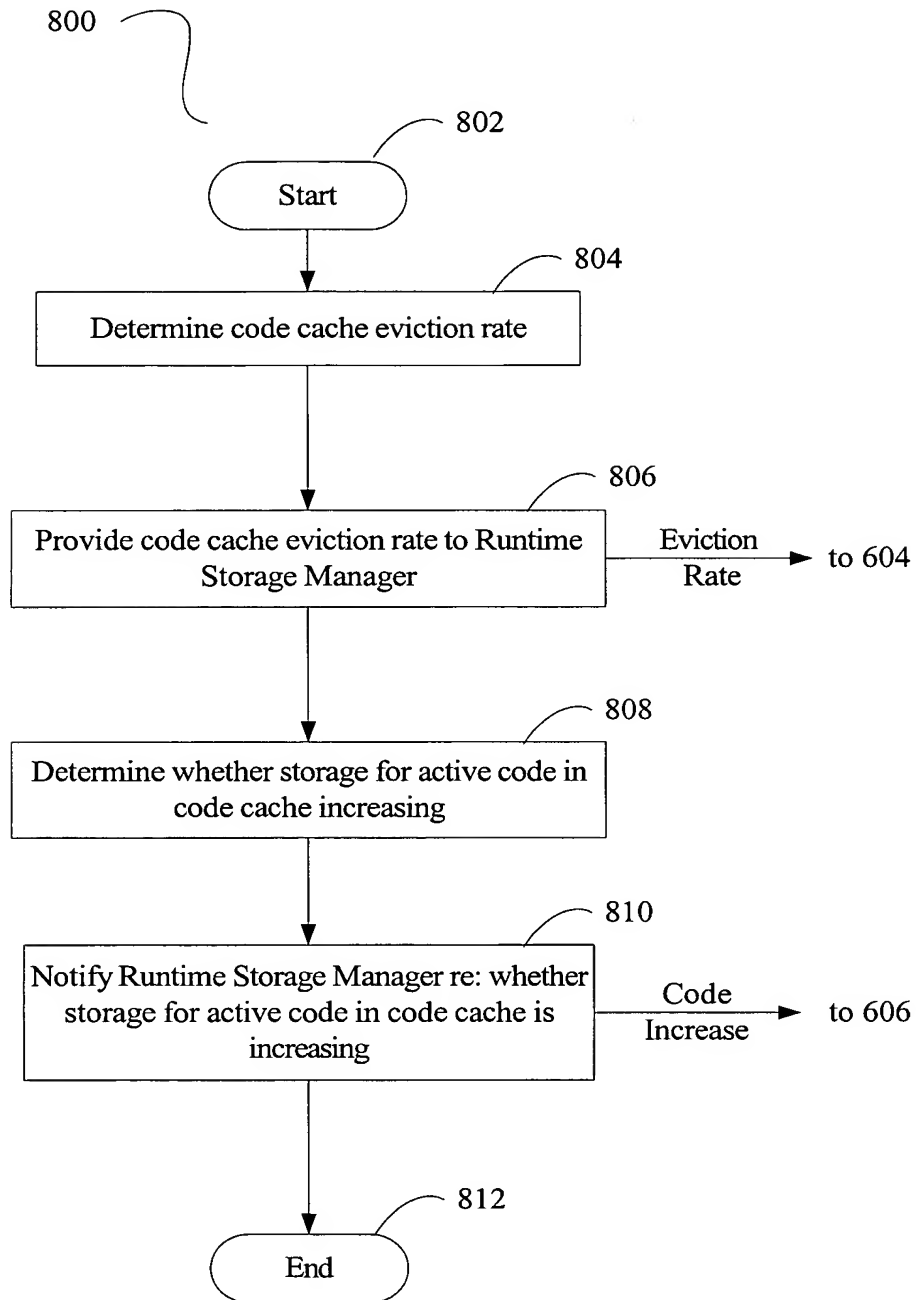 800
802
Start
804
Determine code cache eviction rate
806
Provide code cache eviction rate to Runtime
Storage Manager
Eviction
Rate
to 604
808
Determine whether storage for active code in
code cache increasing
810
Notify Runtime Storage Manager re: whether
storage for active code in code cache is
increasing
Code
Increase
to 606
812
End